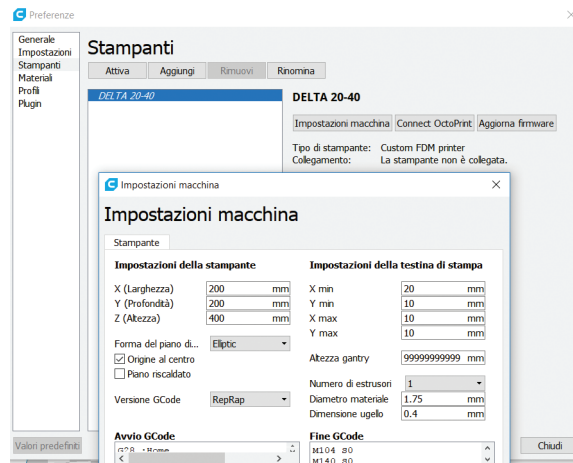 Preferenze
Generale
Impostazioni
Stampanti
Materiali
Profili
Plugin
Stampanti
Attiva Aggiungi Rimuovi Rinomina
DELTA 20-40
DELTA 20-40
Impostazioni macchina Connect OctoPrint Aggiorna firmware
Tipo di stampante: Custom FDM printer
Collegamento: La stampante non è collegata.
Impostazioni macchina
Impostazioni macchina
Stampante
Impostazioni della stampante
X (Larghezza) 200 mm
Y (Profondità) 200 mm
Z (Altezza) 400 mm
Forma del piano di... Elliptic
Origine al centro
Piano riscaldato
Versione GCode RepRap
Avvio GCode
G28 ;Home
Impostazioni della testina di stampa
X min 20 mm
Y min 10 mm
X max 10 mm
Y max 10 mm
Altezza gantry 99999999999 mm
Numero di estrusori 1
Diametro materiale 1.75 mm
Dimensione ugello 0.4 mm
Fine GCode
M104 S0
M140 S0
Valori predefiniti
Chiudi